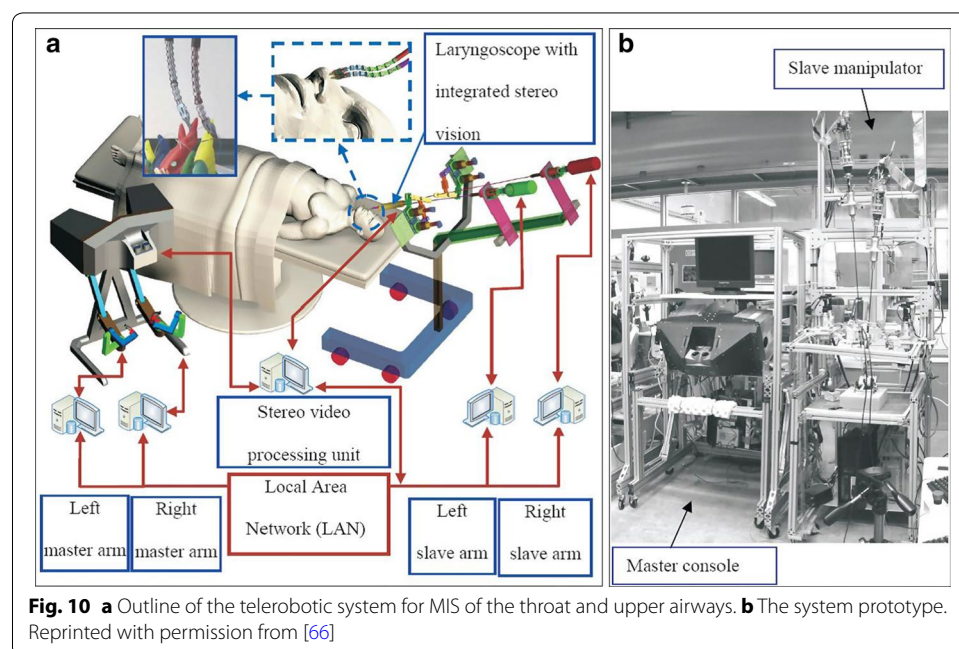 a
Laryngoscope with
integrated stereo
vision
Stereo video
processing unit
Local Area
Network (LAN)
Left
master arm
Right
master arm
Left
slave arm
Right
slave arm
b
Slave manipulator
Master console
Fig. 10 a Outline of the telerobotic system for MIS of the throat and upper airways. b The system prototype.
Reprinted with permission from [66]